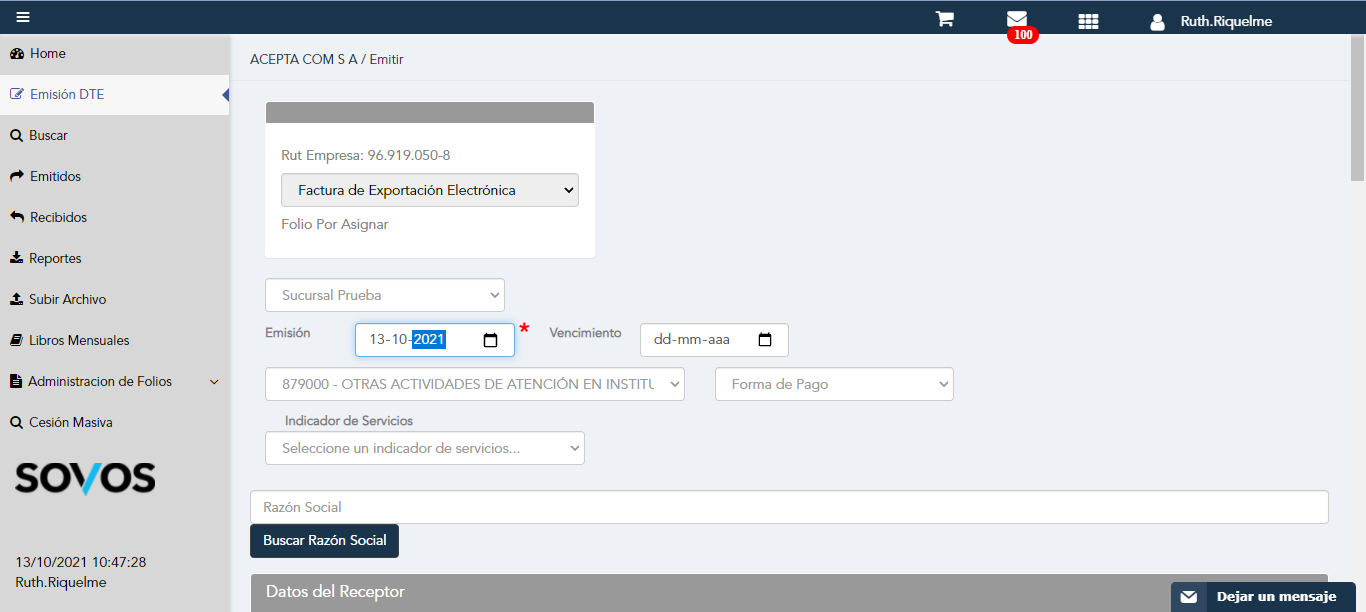 Ruth.Riquelme
100
Home
ACEPTA COM S A / Emitir
Emisión DTE
Buscar
Emitidos
Recibidos
Reportes
Subir Archivo
Libros Mensuales
Administracion de Folios
Cesión Masiva
SOVOS
13/10/2021 10:47:28
Ruth.Riquelme
Rut Empresa: 96.919.050-8
Factura de Exportación Electrónica
Folio Por Asignar
Sucursal Prueba
Emisión 13-10-2021 * Vencimiento dd-mm-aaa
879000 - OTRAS ACTIVIDADES DE ATENCIÓN EN INSTITU Forma de Pago
Indicador de Servicios
Seleccione un indicador de servicios...
Razón Social
Buscar Razón Social
Datos del Receptor
Dejar un mensaje